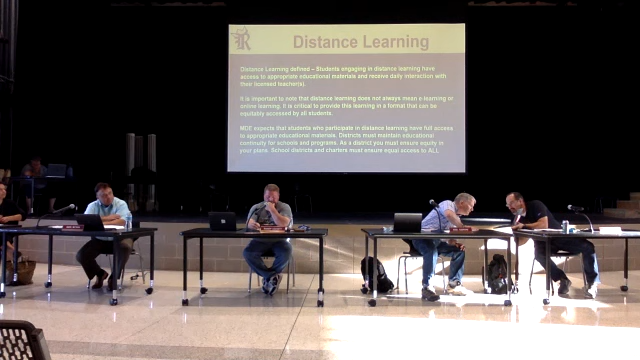 R
Distance Learning
Distance Learning defined – Students engaging in distance learning have
access to appropriate educational materials and receive daily interaction with
their licensed teacher(s).
It is important to note that distance learning does not always mean e learning or
online learning. It is critical to provide this learning in a format that can be
equitably accessed by all students.
MDE expects that students who participate in distance learning have full access
to appropriate educational materials. Districts must maintain educational
continuity for schools and programs. As a district you must ensure equity in
your plans. School districts and charters must ensure equal access to ALL.